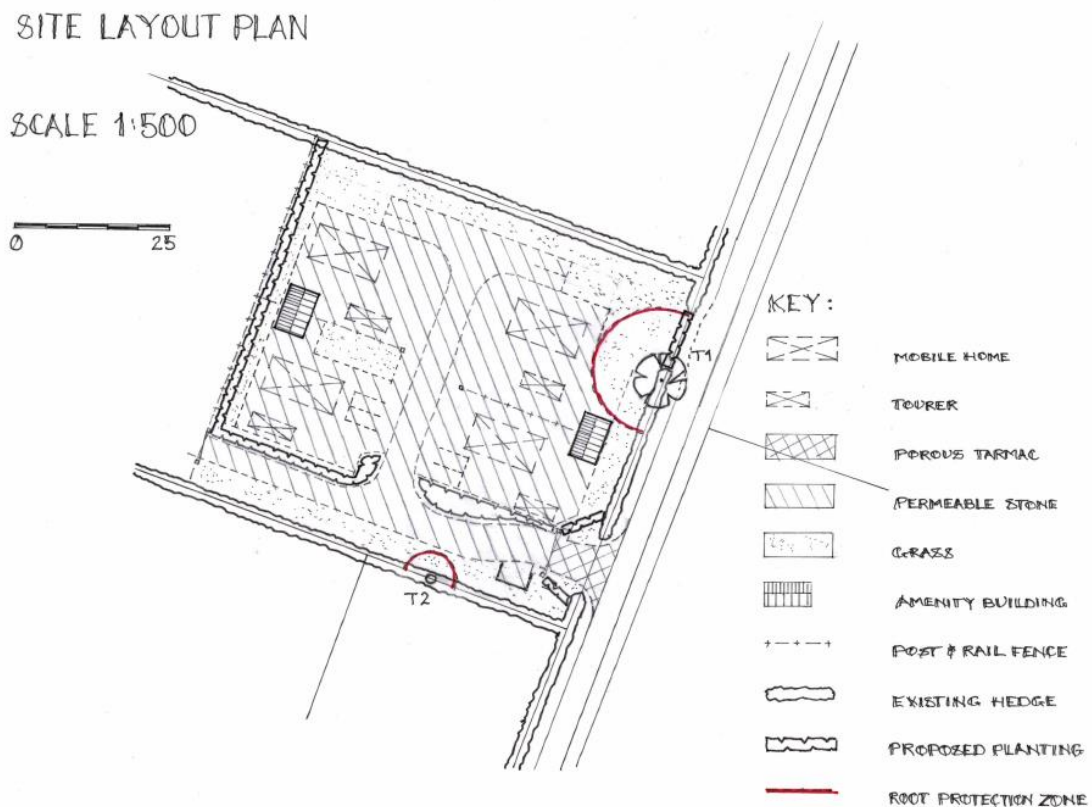 SITE LAYOUT PLAN
SCALE 1:500
0 25
T1
T2
KEY:
MOBILE HOME
TOURER
POROUS TARMAC
PERMEABLE STONE
GRASS
AMENITY BUILDING
POST & RAIL FENCE
EXISTING HEDGE
PROPOSED PLANTING
ROOT PROTECTION ZONE